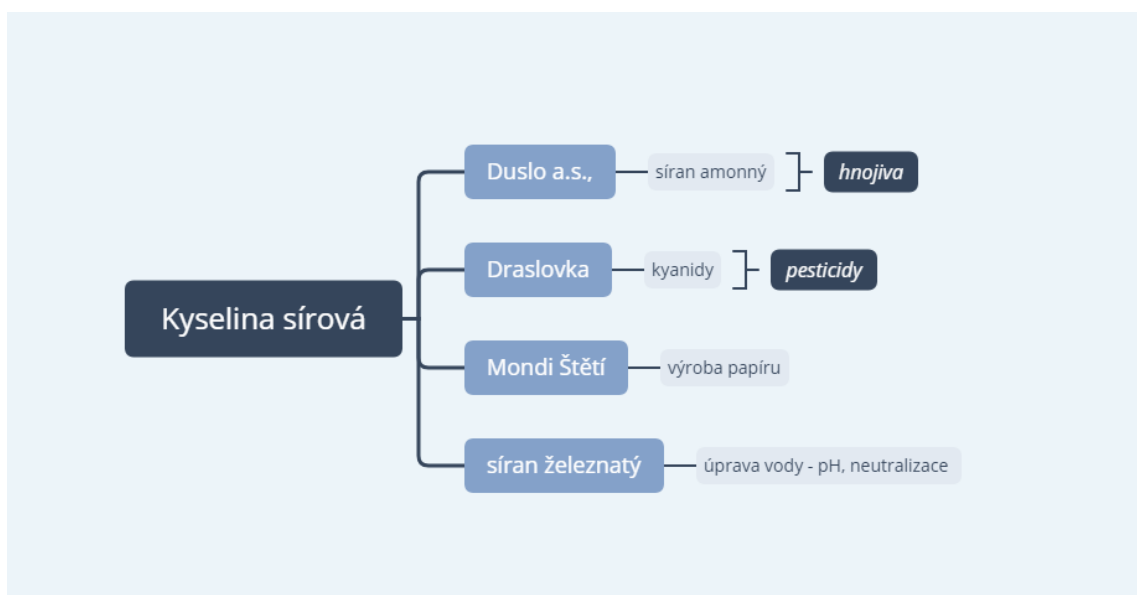 Kyselina sírová
Duslo a.s.,
síran amonný
hnojiva
Draslovka
kyanidy
pesticidy
Mondi Štětí
výroba papíru
síran železnatý
úprava vody - pH, neutralizace